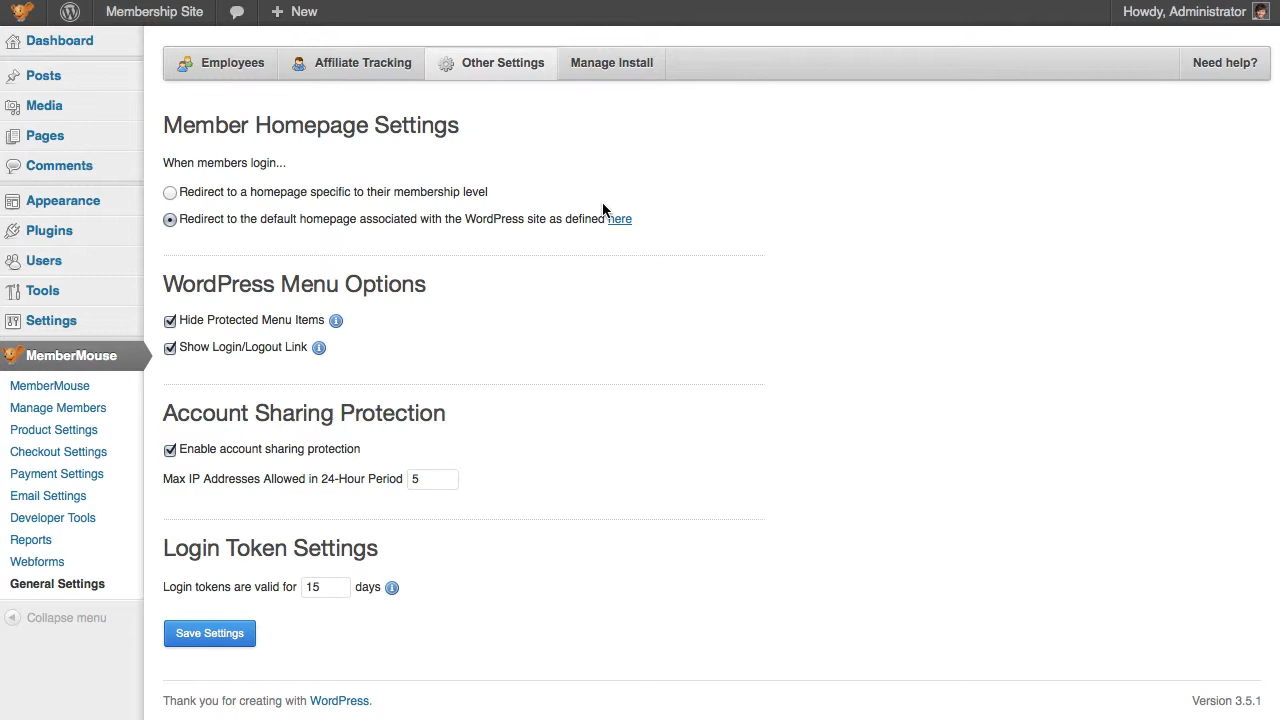 Membership Site
New
Howdy, Administrator
Dashboard
Posts
Media
Pages
Comments
Appearance
Plugins
Users
Tools
Settings
MemberMouse
MemberMouse
Manage Members
Product Settings
Checkout Settings
Payment Settings
Email Settings
Developer Tools
Reports
Webforms
General Settings
Collapse menu
Employees
Affiliate Tracking
Other Settings
Manage Install
Need help?
Member Homepage Settings
When members login...
Redirect to a homepage specific to their membership level
Redirect to the default homepage associated with the WordPress site as defined here
WordPress Menu Options
Hide Protected Menu Items
Show Login/Logout Link
Account Sharing Protection
Enable account sharing protection
Max IP Addresses Allowed in 24-Hour Period 5
Login Token Settings
Login tokens are valid for 15 days
Save Settings
Thank you for creating with WordPress.
Version 3.5.1